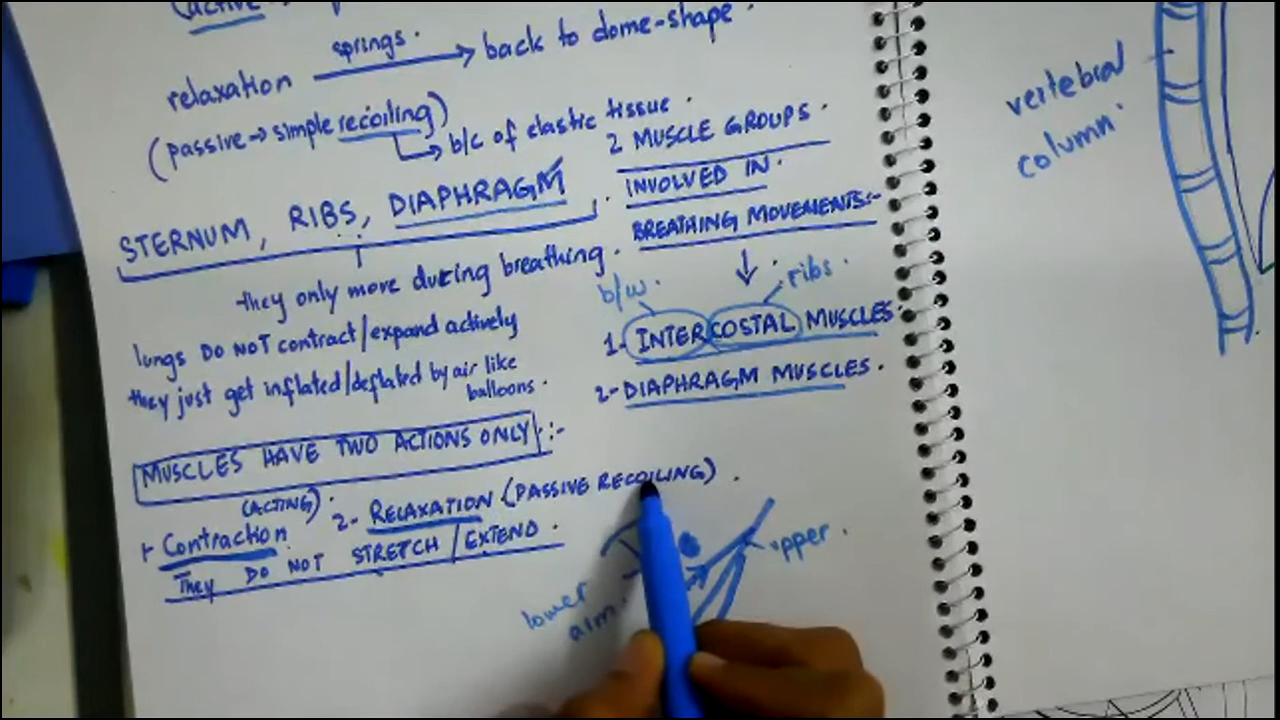 (active
springs.
relaxation → back to dome-shape.
(passive → simple recoiling)
→ b/c of elastic tissue.
STERNUM, RIBS, DIAPHRAGM.
they only move during breathing.
lungs DO NOT contract/expand actively
they just get inflated/deflated by air like
balloons.
MUSCLES HAVE TWO ACTIONS ONLY:-
(ACTING).
1- Contraction 2- RELAXATION (PASSIVE RECOILING).
They DO NOT STRETCH/EXTEND.
2 MUSCLE GROUPS.
INVOLVED IN.
BREATHING MOVEMENTS:-
b/w. ribs.
1- INTERCOSTAL MUSCLES.
2- DIAPHRAGM MUSCLES.
upper.
lower
arm.
vertebral
column.